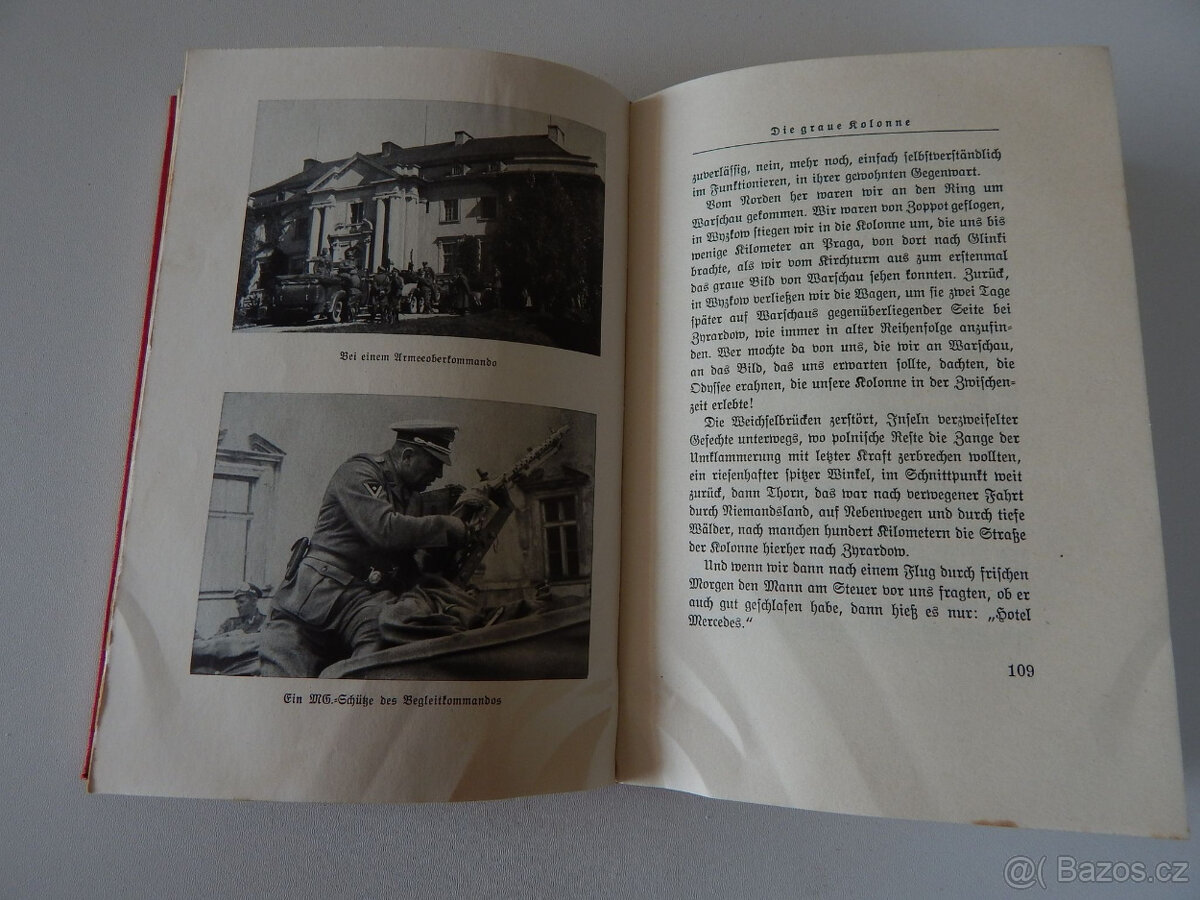 Bei einem Armeeoberkommando
Ein MG.-Schütze des Begleitkommandos
Die graue Kolonne
zuverlässig, nein, mehr noch, einfach selbstverständlich
im Funktionieren, in ihrer gewohnten Gegenwart.
Vom Norden her waren wir an den Ring um
Warschau gekommen. Wir waren von Zoppot geflogen,
in Wyzkow stiegen wir in die Kolonne um, die uns bis
wenige Kilometer an Praga, von dort nach Glinki
brachte, als wir vom Kirchturm aus zum erstenmal
das graue Bild von Warschau sehen konnten. Zurück,
in Wyzkow verließen wir die Wagen, um sie zwei Tage
später auf Warschaus gegenüberliegender Seite bei
Zyrardow, wie immer in alter Reihenfolge anzufin-
den. Wer mochte da von uns, die wir an Warschau,
an das Bild, das uns erwarten sollte, dachten, die
Odyssee erahnen, die unsere Kolonne in der Zwischen-
zeit erlebte!
Die Weichselbrücken zerstört, Inseln verzweifelter
Gefechte unterwegs, wo polnische Reste die Zange der
Umklammerung mit letzter Kraft zerbrechen wollten,
ein riesenhafter spitzer Winkel, im Schnittpunkt weit
zurück, dann Thorn, das war nach verwegener Fahrt
durch Niemandsland, auf Nebenwegen und durch tiefe
Wälder, nach manchen hundert Kilometern die Straße
der Kolonne hierher nach Zyrardow.
Und wenn wir dann nach einem Flug durch frischen
Morgen den Mann am Steuer vor uns fragten, ob er
auch gut geschlafen habe, dann hieß es nur: „Hotel
Mercedes.“
109
@( Bazos.cz